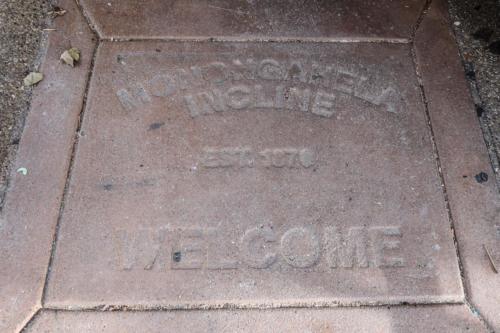 MONONGAHELA
INCLINE
EST. 1870
WELCOME